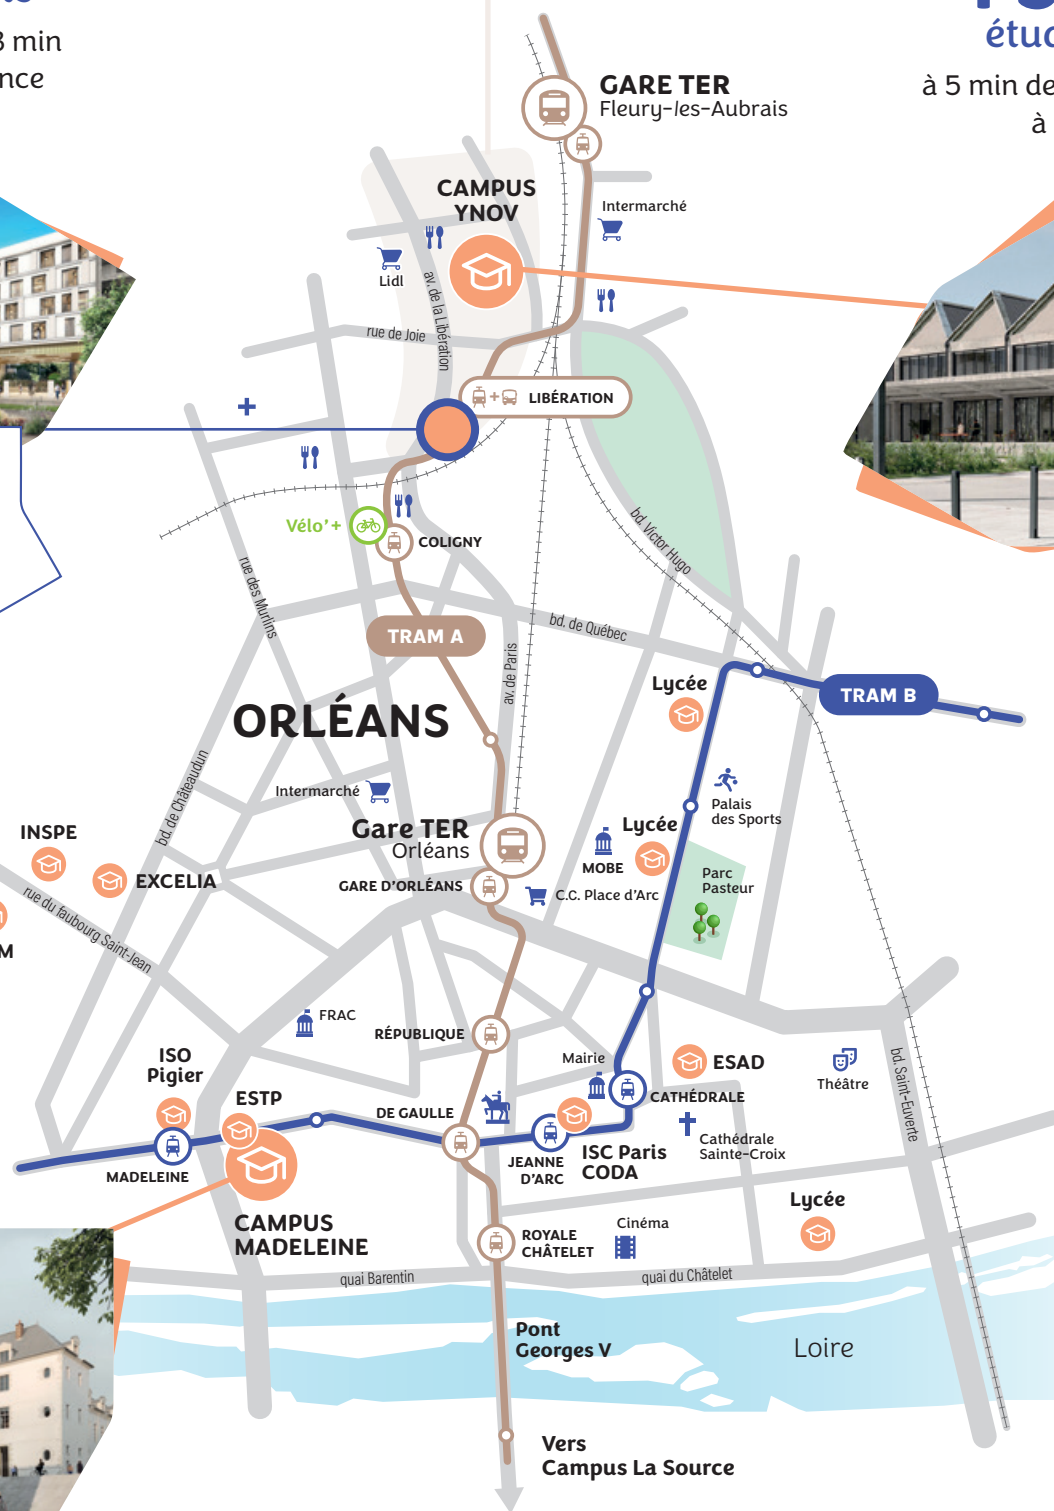 3 min
GARE TER
Fleury-les-Aubrais
à 5 min de
à
CAMPUS
YNOV
Intermarché
Lidl
av. de la Libération
rue de Joie
+
LIBÉRATION
Vélo'+
COLIGNY
bd. Victor Hugo
rue des Murlins
TRAM A
bd. de Québec
av. de Paris
Lycée
TRAM B
ORLÉANS
bd. de Châteaudun
Intermarché
Palais
des Sports
INSPE
Gare TER
Orléans
Lycée
MOBE
EXCELIA
GARE D'ORLÉANS
C.C. Place d'Arc
Parc
Pasteur
rue du faubourg Saint-Jean
M
FRAC
RÉPUBLIQUE
Mairie
ESAD
Théâtre
bd. Saint-Euverte
ISO
Pigier
ESTP
DE GAULLE
CATHÉDRALE
Cathédrale
Sainte-Croix
MADELEINE
JEANNE
D'ARC
ISC Paris
CODA
CAMPUS
MADELEINE
ROYALE
CHÂTELET
Cinéma
Lycée
quai Barentin
quai du Châtelet
Pont
Georges V
Loire
Vers
Campus La Source